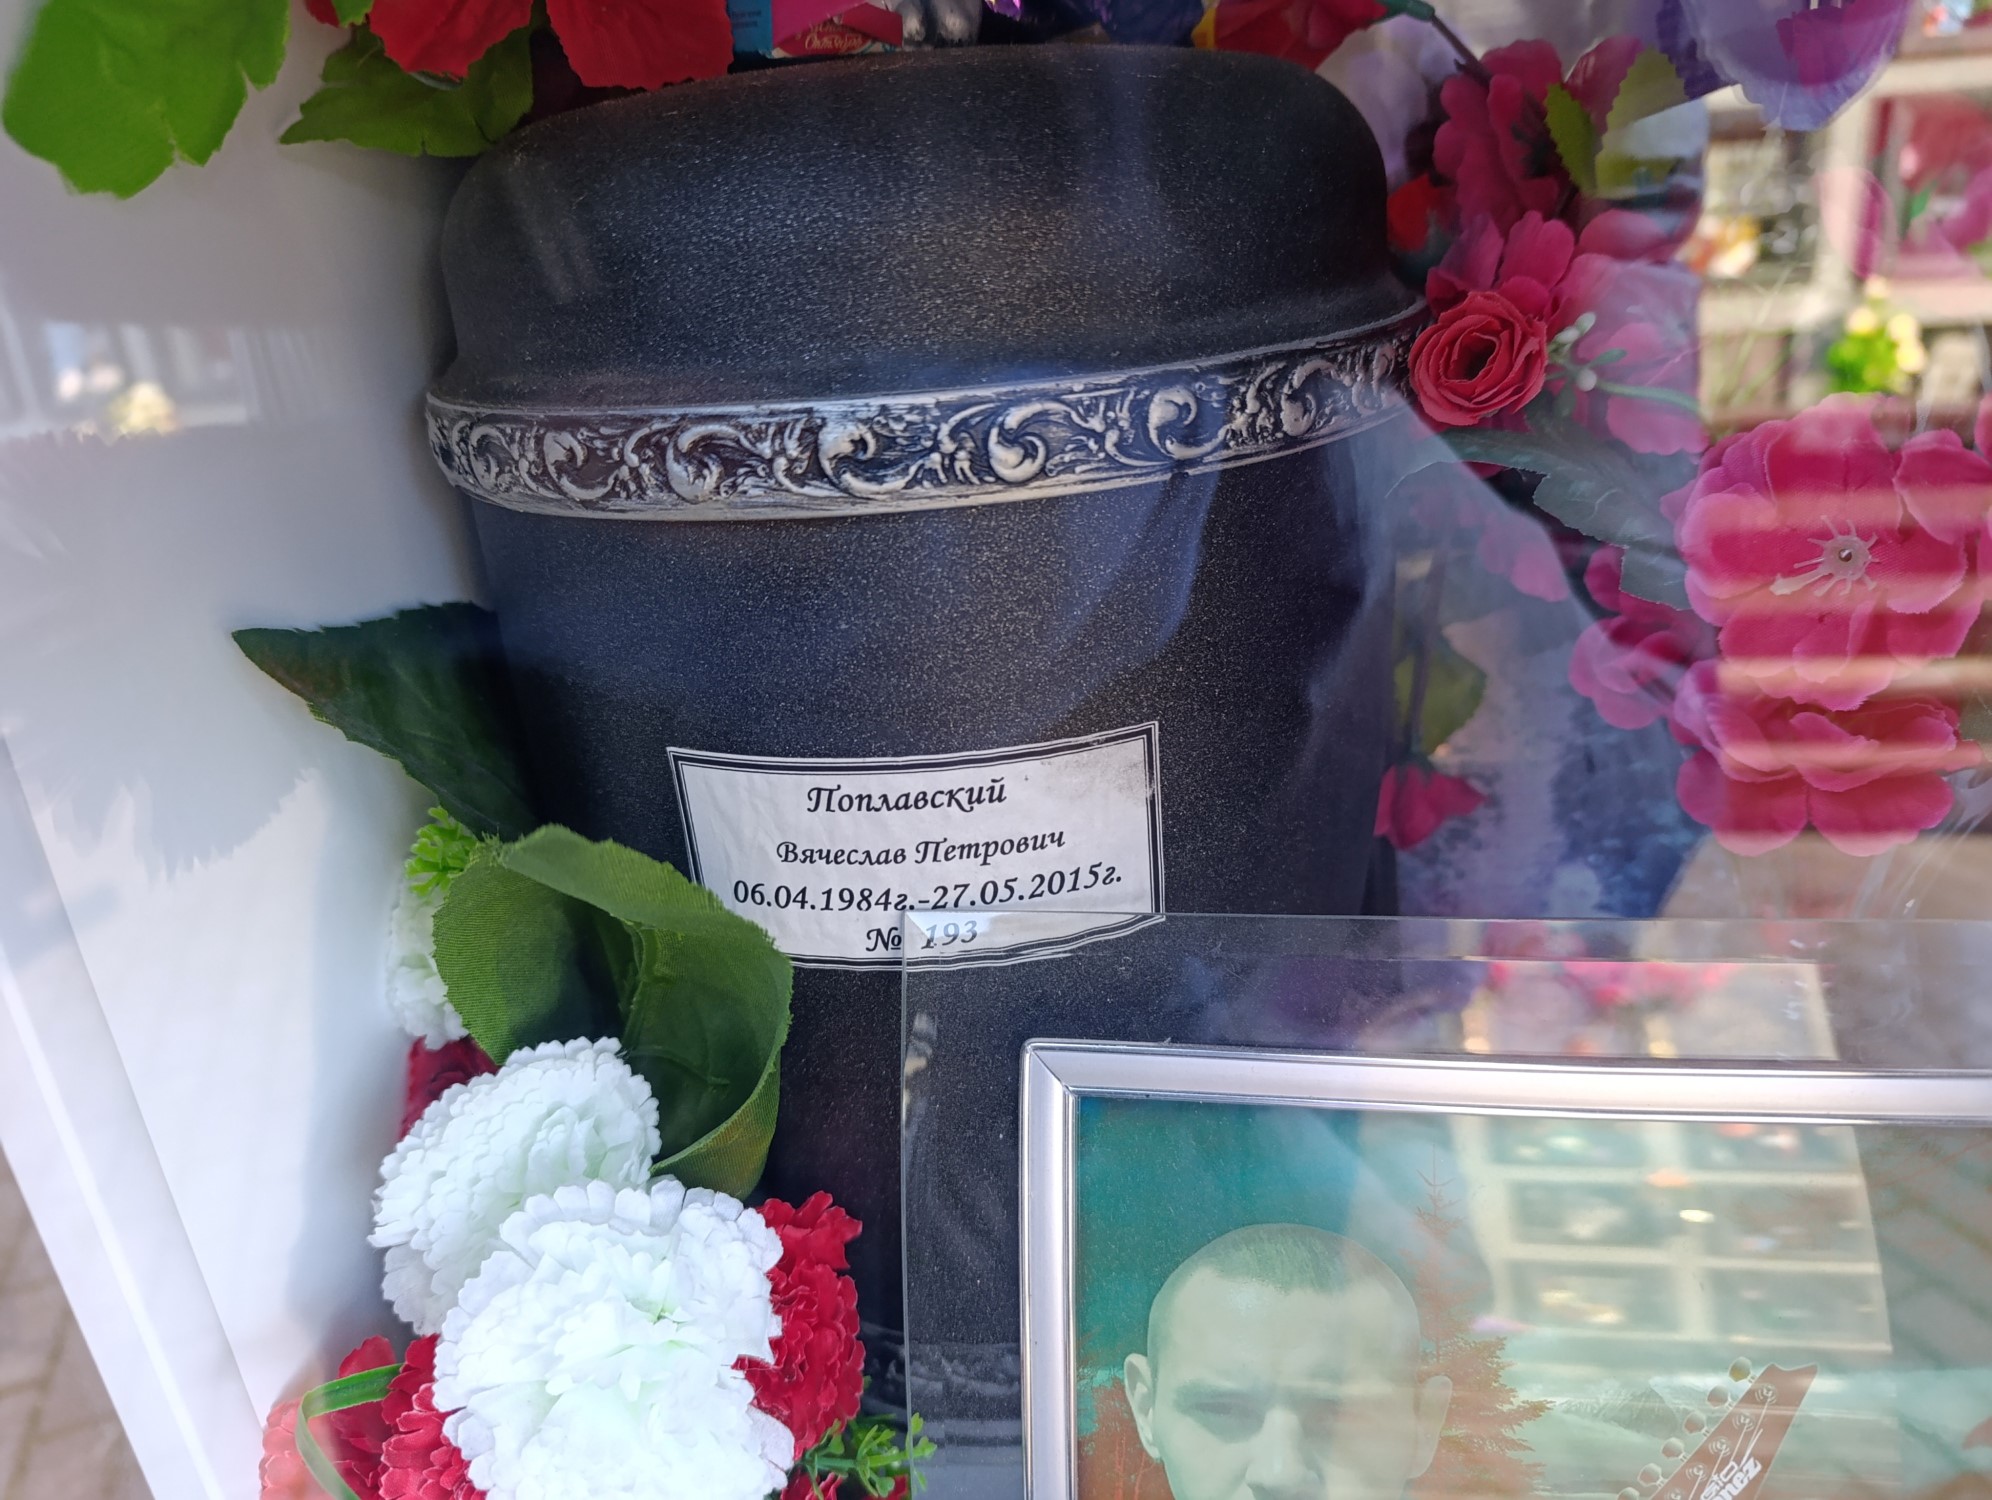 Поплавский
Вячеслав Петрович
06.04.1984г.-27.05.2015г.
№ 193